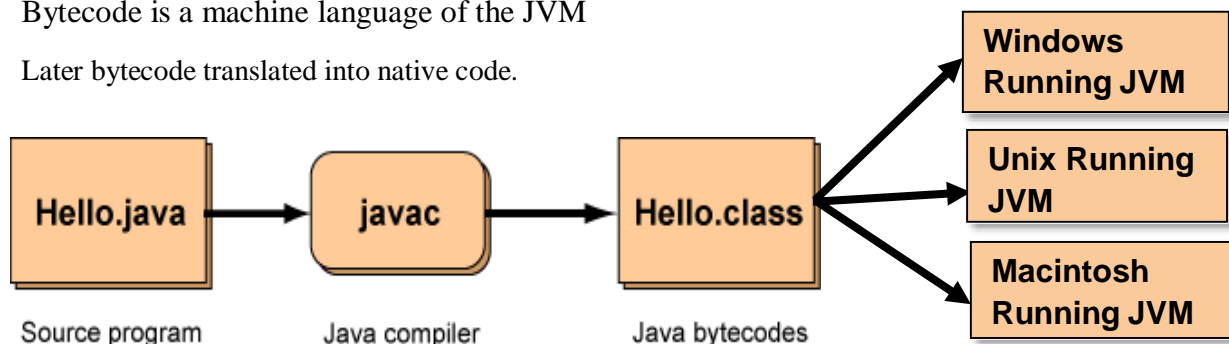 Bytecode is a machine language of the JVM
Later bytecode translated into native code.
Hello.java
javac
Hello.class
Windows
Running JVM
Unix Running
JVM
Macintosh
Running JVM
Source program
Java compiler
Java bytecodes